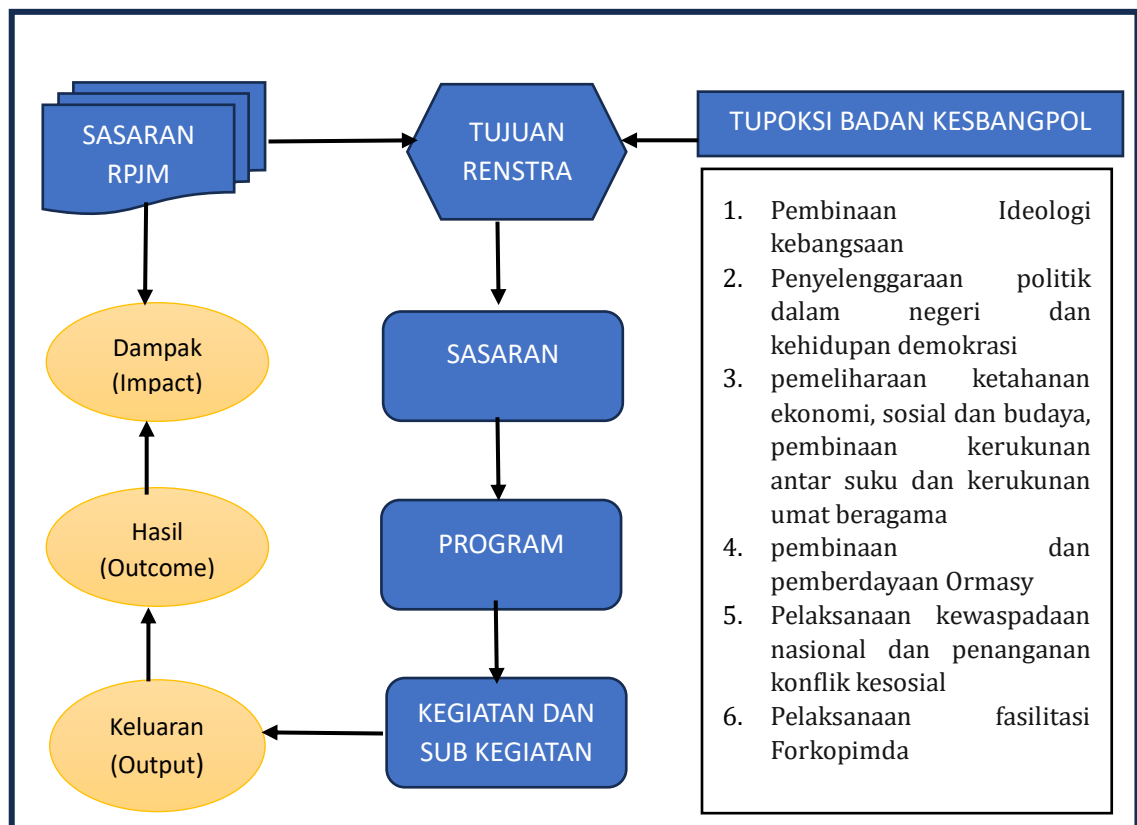 SASARAN
RPJM
TUJUAN
RENSTRA
TUPOKSI BADAN KESBANGPOL
1. Pembinaan Ideologi
kebangsaan
2. Penyelenggaraan politik
dalam negeri dan
kehidupan demokrasi
3. pemeliharaan ketahanan
ekonomi, sosial dan budaya,
pembinaan kerukunan
antar suku dan kerukunan
umat beragama
4. pembinaan dan
pemberdayaan Ormasy
5. Pelaksanaan kewaspadaan
nasional dan penanganan
konflik kesosial
6. Pelaksanaan fasilitasi
Forkopimda
Dampak
(Impact)
SASARAN
Hasil
(Outcome)
PROGRAM
Keluaran
(Output)
KEGIATAN DAN
SUB KEGIATAN